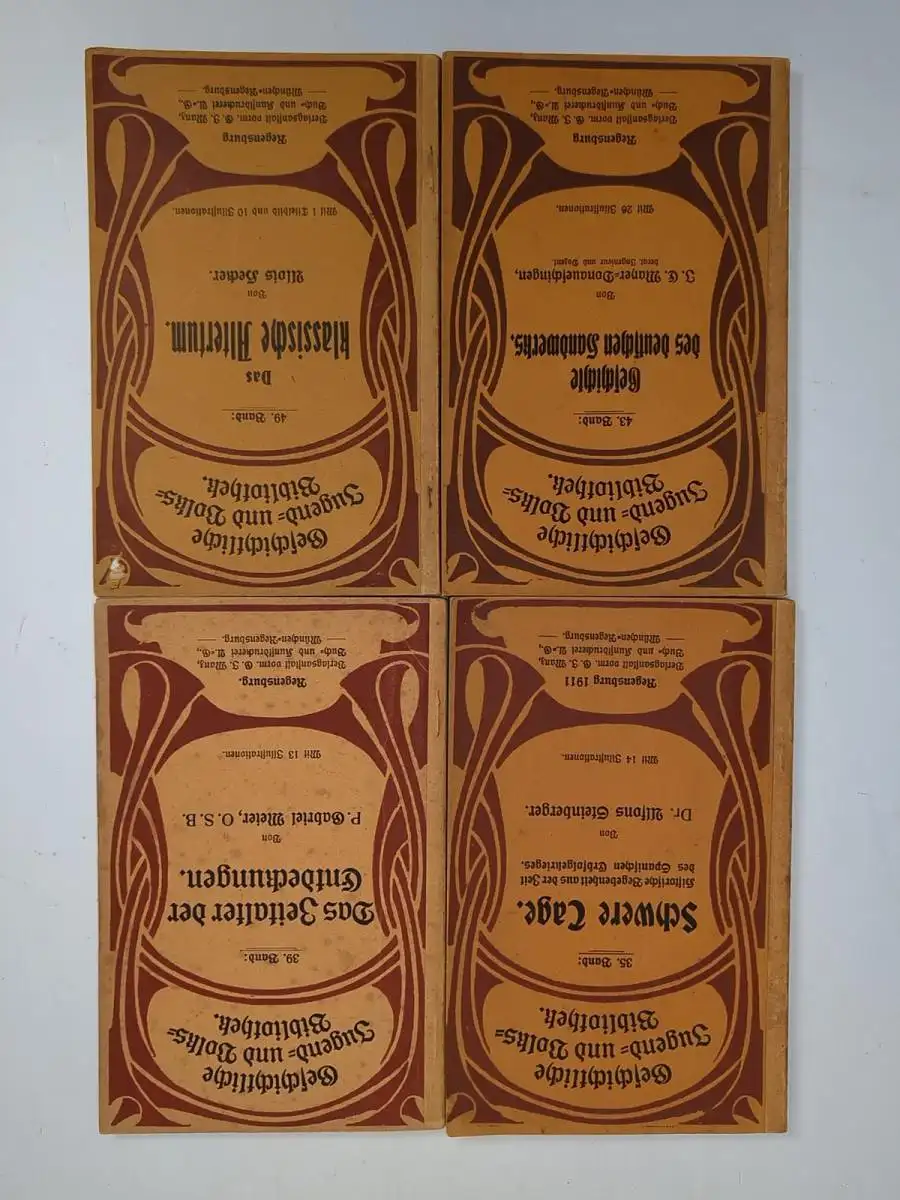 Geschichtliche
Jugend- und Volks-
Bibliothek.
35. Band:
Schwere Tage.
Historische Begebenheit aus der Zeit
des Spanischen Erbfolgekrieges.
Von
Dr. Alfons Steinberger.
Mit 14 Illustrationen.
Regensburg 1911
Verlagsanstalt vorm. G. J. Manz,
Buch- und Kunstdruckerei A.-G.,
München-Regensburg.
Geschichtliche
Jugend- und Volks-
Bibliothek.
39. Band:
Das Zeitalter der
Entdeckungen.
Von
P. Gabriel Meier, O.S.B.
Mit 13 Illustrationen.
Regensburg.
Verlagsanstalt vorm. G. J. Manz,
Buch- und Kunstdruckerei A.-G.,
München-Regensburg.
Geschichtliche
Jugend- und Volks-
Bibliothek.
43. Band:
Geschichte
des deutschen Handwerks.
Von
J. E. Mayer-Donaueschingen,
berat. Ingenieur und Dozent.
Mit 26 Illustrationen.
Regensburg
Verlagsanstalt vorm. G. J. Manz,
Buch- und Kunstdruckerei A.-G.,
München-Regensburg.
Geschichtliche
Jugend- und Volks-
Bibliothek.
49. Band:
Das
klassische Altertum.
Von
Alois Hecker.
Mit 1 Titelbild und 10 Illustrationen.
Regensburg
Verlagsanstalt vorm. G. J. Manz,
Buch- und Kunstdruckerei A.-G.,
München-Regensburg.